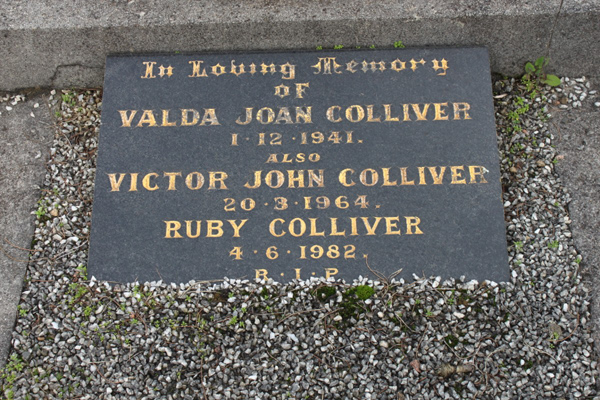 In Loving Memory
OF
VALDA JOAN COLLIVER
1·12·1941.
ALSO
VICTOR JOHN COLLIVER
20·3·1964.
RUBY COLLIVER
4·6·1982.
R·I·P